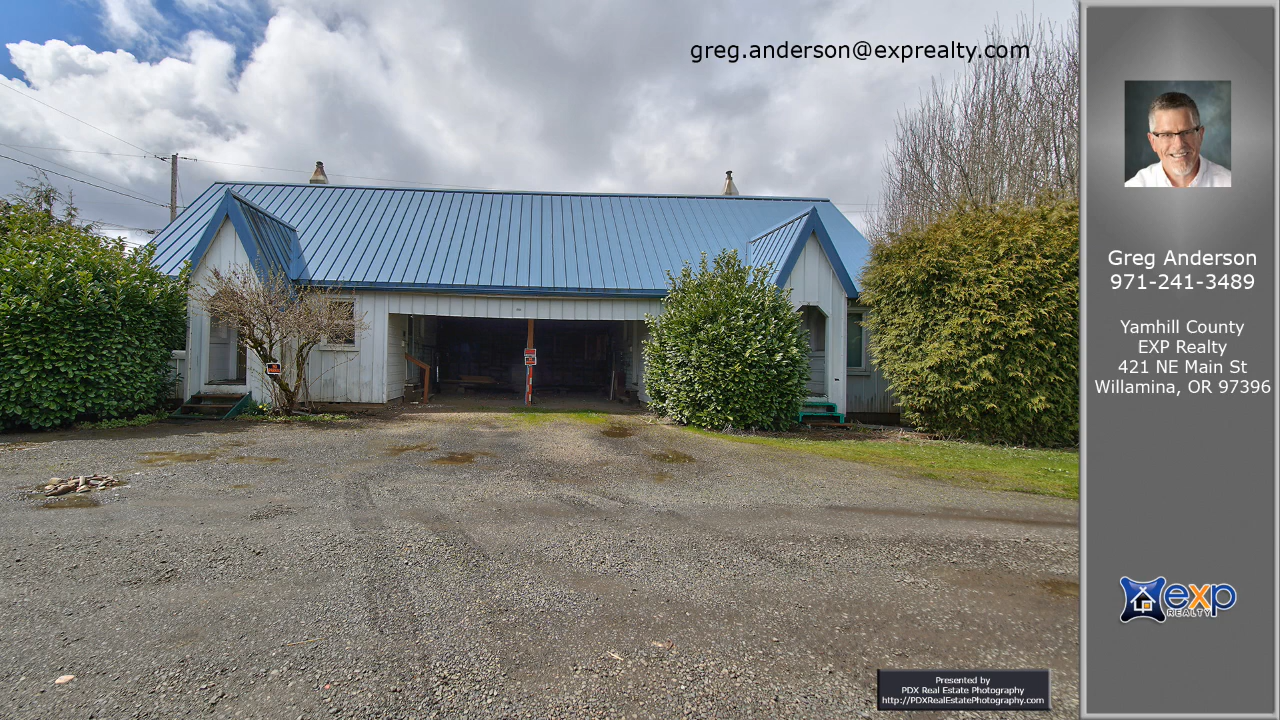 greg.anderson@exprealty.com
Greg Anderson
971-241-3489
Yamhill County
EXP Realty
421 NE Main St
Willamina, OR 97396
exp
REALTY
Presented by
PDX Real Estate Photography
http://PDXRealEstatePhotography.com